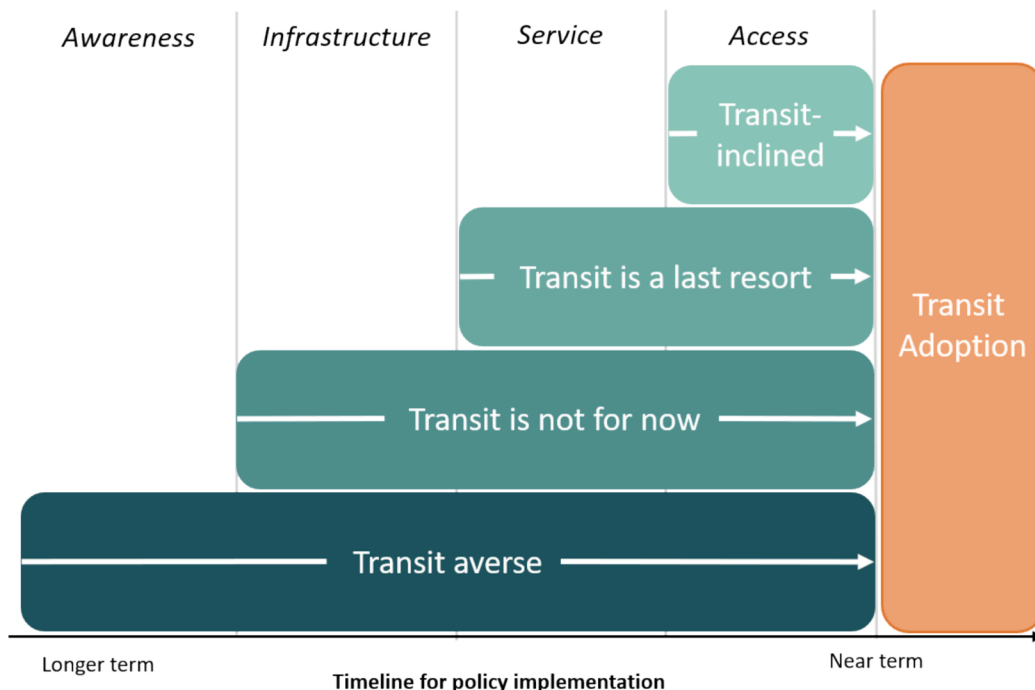 Awareness
Infrastructure
Service
Access
Transit-
inclined
Transit is a last resort
Transit
Adoption
Transit is not for now
Transit averse
Longer term
Near term
Timeline for policy implementation